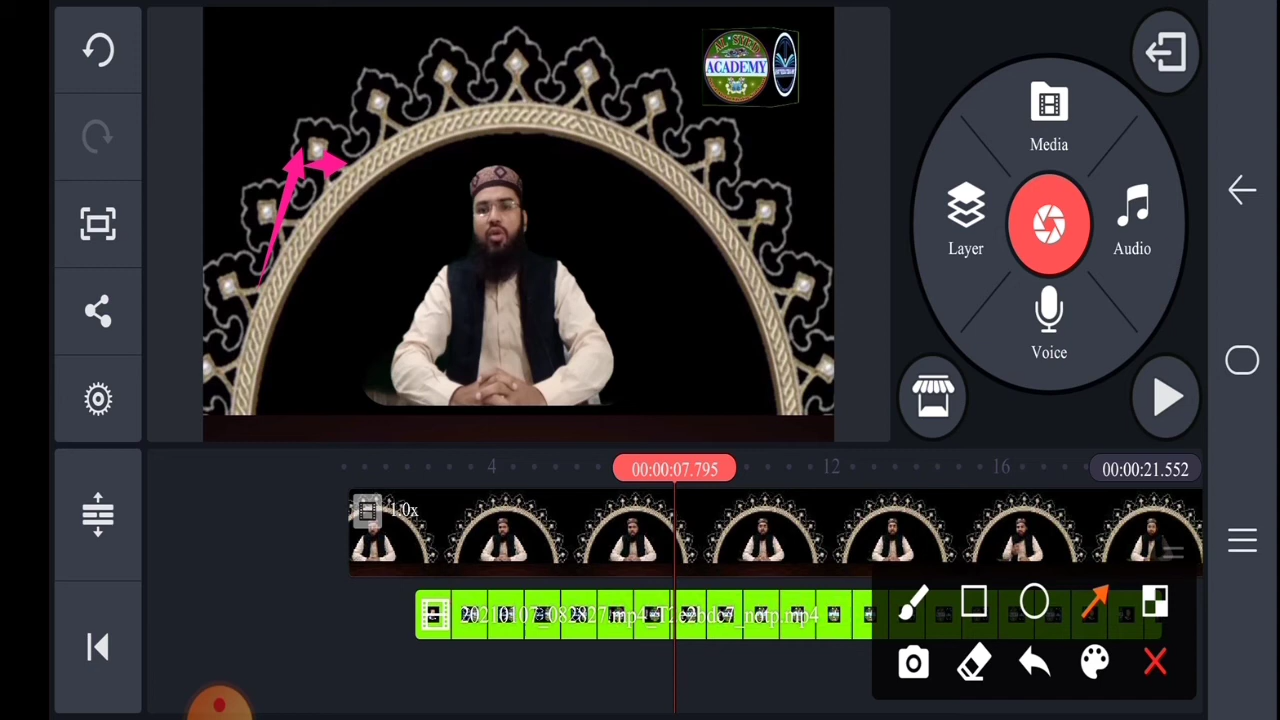 ACADEMY
Media
Layer
Audio
Voice
4
00:00:07.795
12
16
00:00:21.552
1.0x